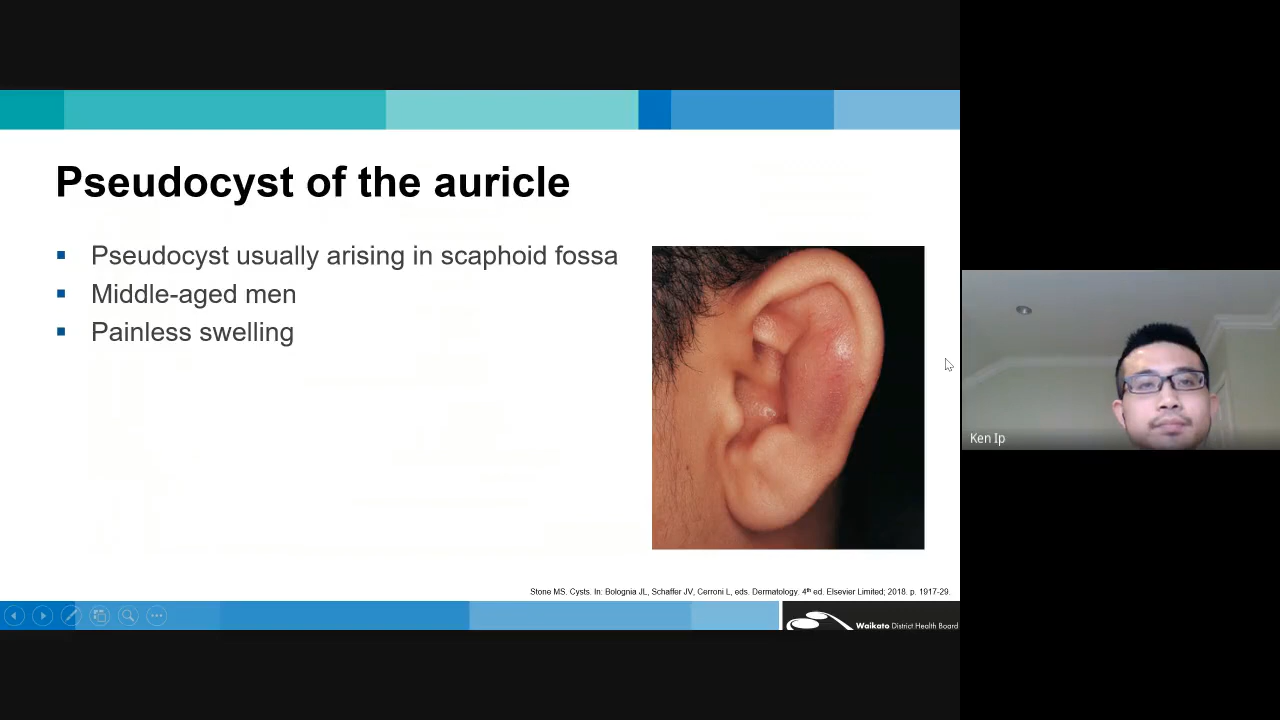 Pseudocyst of the auricle
Pseudocyst usually arising in scaphoid fossa
Middle-aged men
Painless swelling
Stone MS. Cysts. In: Bolognia JL, Schaffer JV, Cerroni L, eds. Dermatology. 4th ed. Elsevier Limited; 2018. p. 1917-29.
Waikato District Health Board
Ken Ip